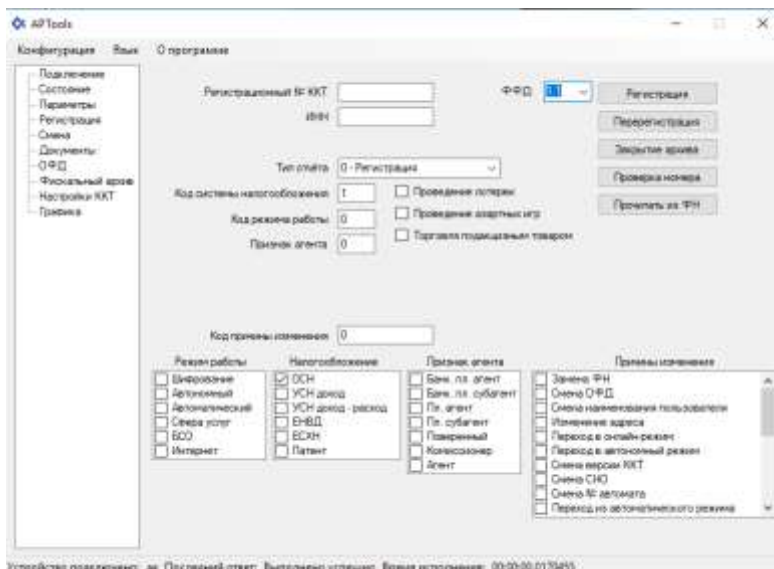 APTools
Конфигурация Язык О программе
Подключение
Состояние
Параметры
Регистрация
Смена
Документы
ОФД
Фискальный архив
Настройки ККТ
Графика
Регистрационный № ККТ
ИНН
ФФД 1.1
Регистрация
Перерегистрация
Закрытие архива
Проверка номера
Прочитать из ФН
Тип отчёта 0 - Регистрация
Код системы налогообложения 1
Код режима работы 0
Признак агента 0
Проведение лотереи
Проведение азартных игр
Торговля подакцизным товаром
Код причины изменения 0
Режим работы
Шифрование
Автономный
Автоматический
Сфера услуг
БСО
Интернет
Налогообложение
ОСН
УСН доход
УСН доход - расход
ЕНВД
ЕСХН
Патент
Признак агента
Банк. пл. агент
Банк. пл. субагент
Пл. агент
Пл. субагент
Поверенный
Комиссионер
Агент
Причины изменения
Замена ФН
Смена ОФД
Смена наименования пользователя
Изменение адреса
Переход в онлайн-режим
Переход в автономный режим
Смена версии ККТ
Смена СНО
Смена № автомата
Переход из автоматического режима
Устройство подключено: Последний ответ: Выполнено успешно. Время исполнения: 00:00:00.0170455